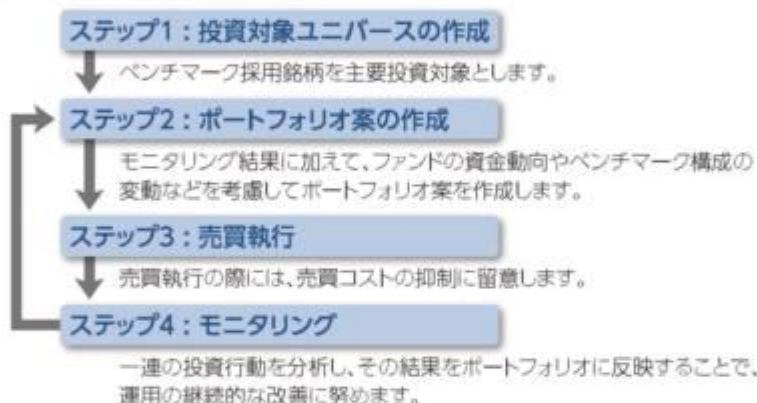 ステップ1：投資対象ユニバースの作成
ベンチマーク採用銘柄を主要投資対象とします。
ステップ2：ポートフォリオ案の作成
モニタリング結果に加えて、ファンドの資金動向やベンチマーク構成の
変動などを考慮してポートフォリオ案を作成します。
ステップ3：売買執行
売買執行の際には、売買コストの抑制に留意します。
ステップ4：モニタリング
一連の投資行動を分析し、その結果をポートフォリオに反映することで、
運用の継続的な改善に努めます。